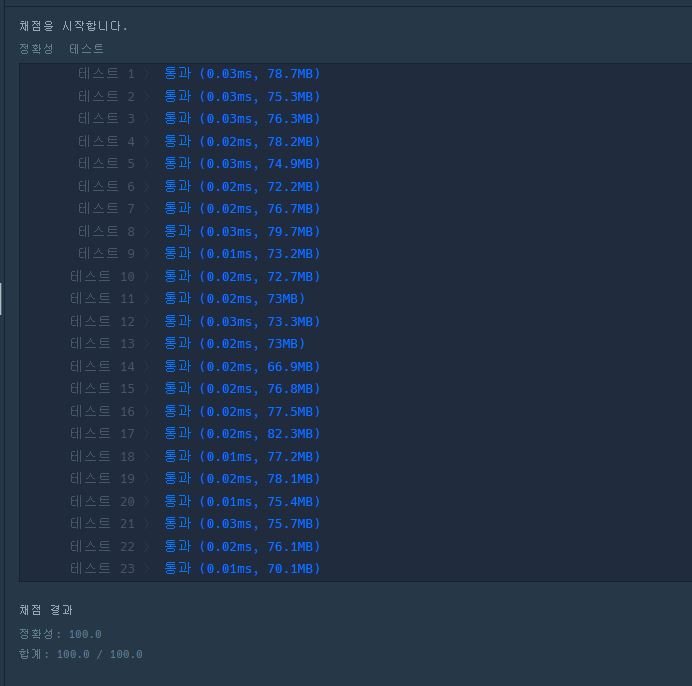 채점을 시작합니다.
정확성 테스트
테스트 1 > 통과 (0.03ms, 78.7MB)
테스트 2 > 통과 (0.03ms, 75.3MB)
테스트 3 > 통과 (0.03ms, 76.3MB)
테스트 4 > 통과 (0.02ms, 78.2MB)
테스트 5 > 통과 (0.03ms, 74.9MB)
테스트 6 > 통과 (0.02ms, 72.2MB)
테스트 7 > 통과 (0.02ms, 76.7MB)
테스트 8 > 통과 (0.03ms, 79.7MB)
테스트 9 > 통과 (0.01ms, 73.2MB)
테스트 10 > 통과 (0.02ms, 72.7MB)
테스트 11 > 통과 (0.02ms, 73MB)
테스트 12 > 통과 (0.03ms, 73.3MB)
테스트 13 > 통과 (0.02ms, 73MB)
테스트 14 > 통과 (0.02ms, 66.9MB)
테스트 15 > 통과 (0.02ms, 76.8MB)
테스트 16 > 통과 (0.02ms, 77.5MB)
테스트 17 > 통과 (0.02ms, 82.3MB)
테스트 18 > 통과 (0.01ms, 77.2MB)
테스트 19 > 통과 (0.02ms, 78.1MB)
테스트 20 > 통과 (0.01ms, 75.4MB)
테스트 21 > 통과 (0.03ms, 75.7MB)
테스트 22 > 통과 (0.02ms, 76.1MB)
테스트 23 > 통과 (0.01ms, 70.1MB)
채점 결과
정확성: 100.0
합계: 100.0 / 100.0